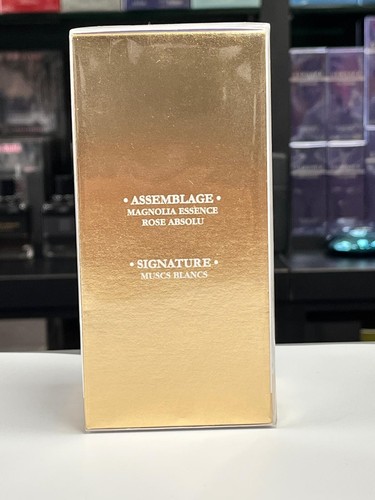 • ASSEMBLAGE •
MAGNOLIA ESSENCE
ROSE ABSOLU
• SIGNATURE •
MUSCS BLANCS